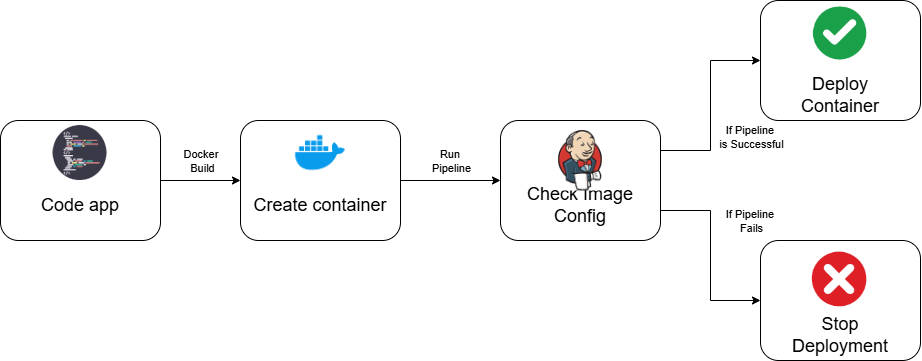 Code app
Docker
Build
Create container
Run
Pipeline
Check Image
Config
If Pipeline
is Successful
Deploy
Container
If Pipeline
Fails
Stop
Deployment